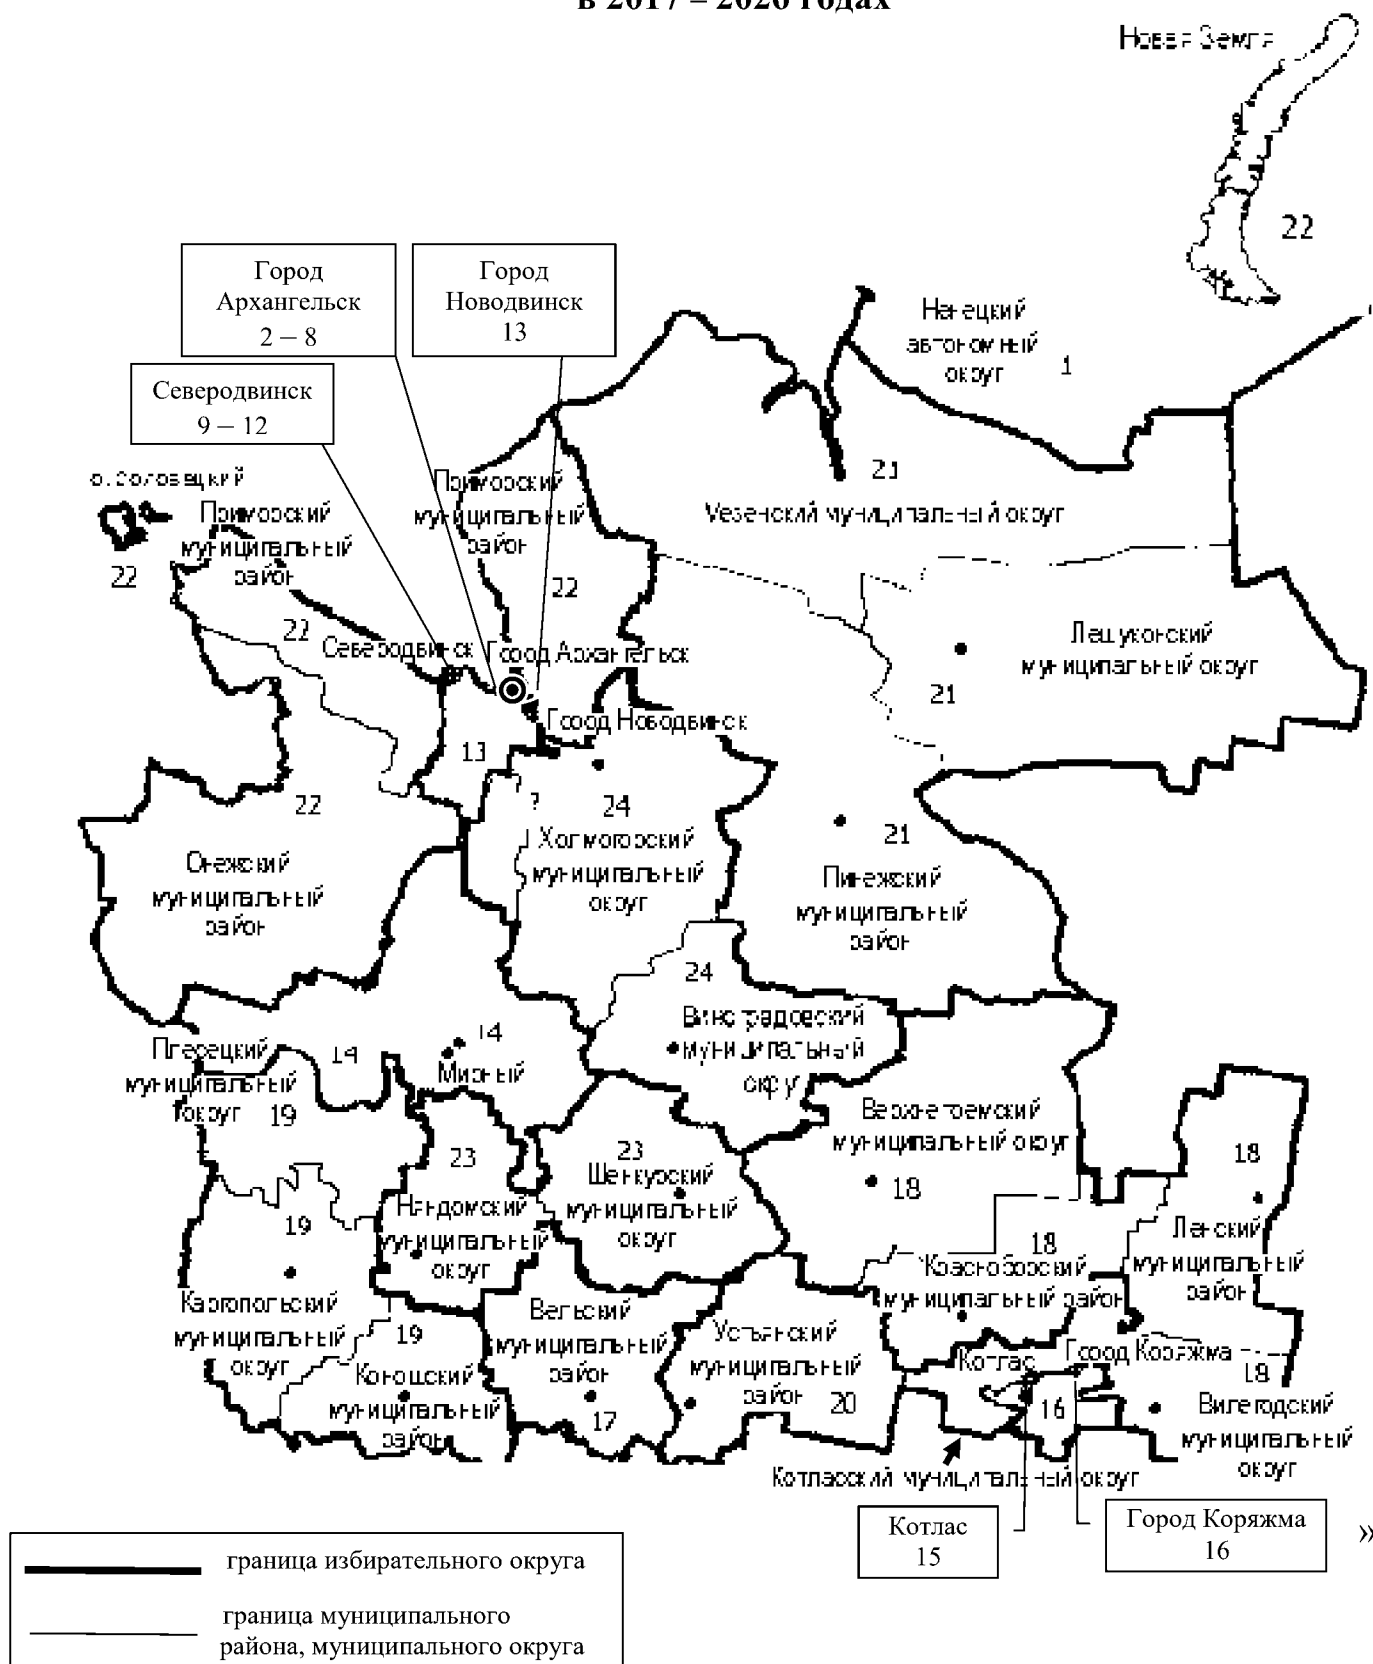 в 2017 – 2026 годах
Новая Земля
22
Город
Архангельск
2 – 8
Город
Новодвинск
13
Северодвинск
9 – 12
Ненецкий
автономный
округ
1
о.Соловецкий
22
Приморский
муниципальный
район
22
Приморский
муниципальный
район
22
21
Мезенский муниципальный округ
Лешуконский
муниципальный округ
21
Северодвинск
Город Архангельск
Город Новодвинск
13
22
Онежский
муниципальный
район
24
Холмогорский
муниципальный
округ
21
Пинежский
муниципальный
район
24
Виноградовский
муниципальный
округ
Плесецкий
муниципальный
округ
14
14
Мирный
19
Верхнетоемский
муниципальный округ
18
23
Няндомский
муниципальный
округ
23
Шенкурский
муниципальный
округ
18
Ленский
муниципальный
район
19
Каргопольский
муниципальный
округ
18
Красноборский
муниципальный район
19
Коношский
муниципальный
район
Вельский
муниципальный
район
17
Устьянский
муниципальный
район
20
Котлас
Город Коряжма
16
18
Вилегодский
муниципальный
округ
Котласский муниципальный округ
Котлас
15
Город Коряжма
16
»
граница избирательного округа
граница муниципального
района, муниципального округа